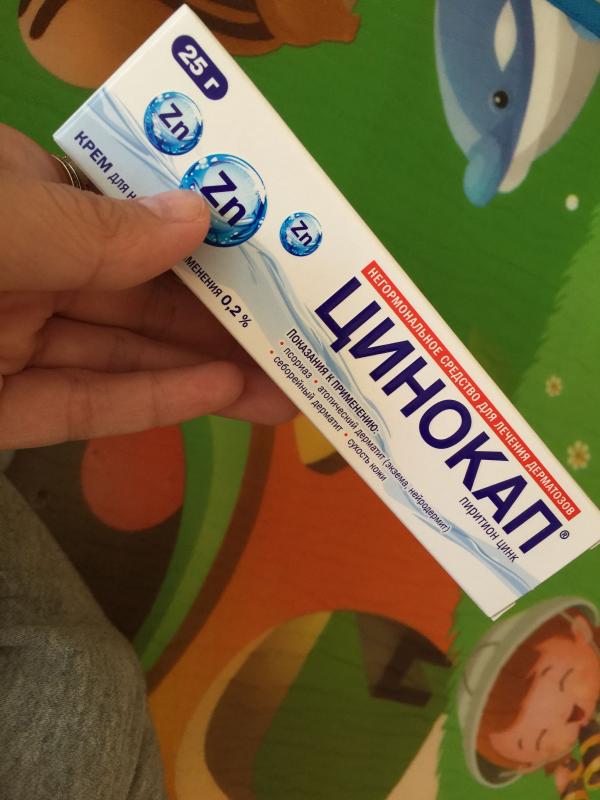 25 г
Zn
Zn
Zn
КРЕМ для
0,2 %
НЕГОРМОНАЛЬНОЕ СРЕДСТВО ДЛЯ ЛЕЧЕНИЯ ДЕРМАТОЗОВ
ЦИНОКАП®
ПИРИТИОН ЦИНК
ПОКАЗАНИЯ К ПРИМЕНЕНИЮ:
• псориаз • атопический дерматит (экзема, нейродермит)
• себорейный дерматит • сухость кожи